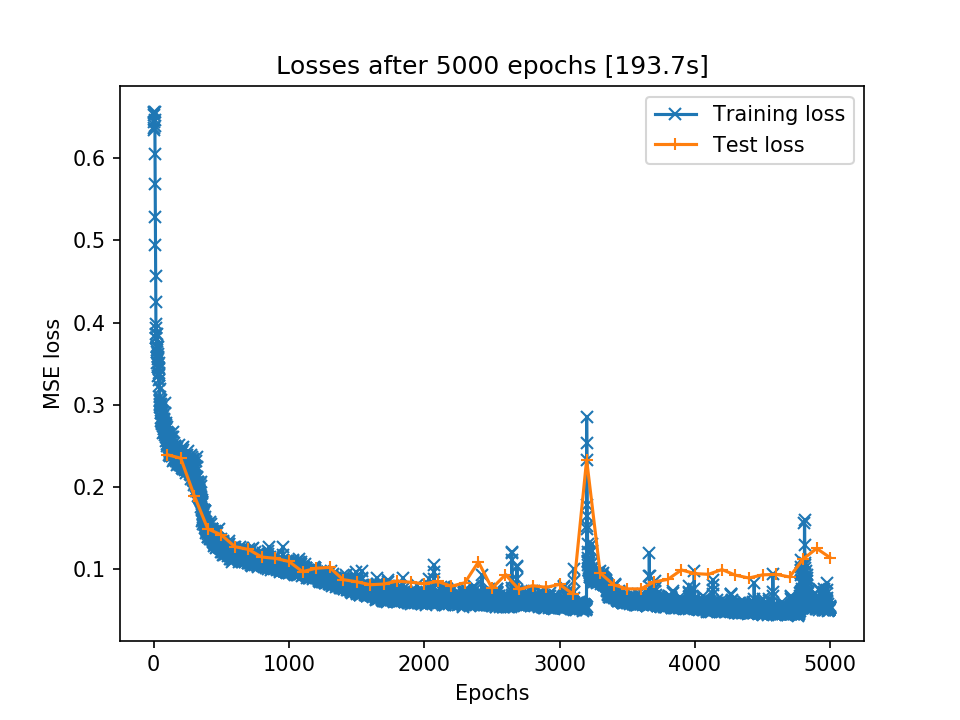 Losses after 5000 epochs [193.7s]
Training loss
Test loss
0.6
0.5
0.4
0.3
0.2
0.1
MSE loss
0 1000 2000 3000 4000 5000
Epochs